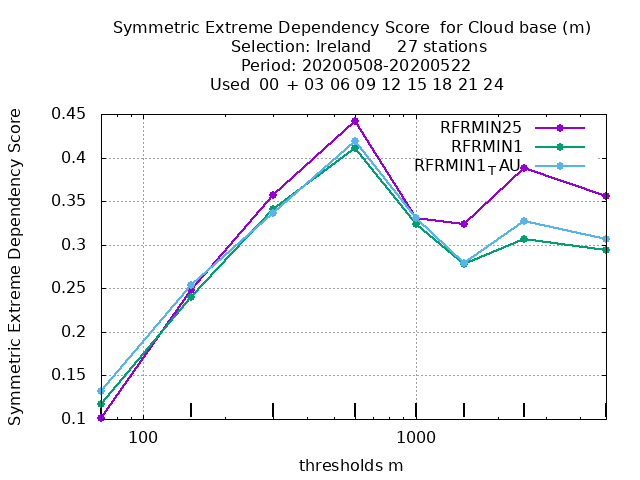 Symmetric Extreme Dependency Score  for Cloud base (m)
Selection: Ireland     27 stations
Period: 20200508-20200522
Used  00 + 03 06 09 12 15 18 21 24
Symmetric Extreme Dependency Score
0.45
0.4
0.35
0.3
0.25
0.2
0.15
0.1
RFRMIN25
RFRMIN1
RFRMIN1TAU
100
1000
thresholds m